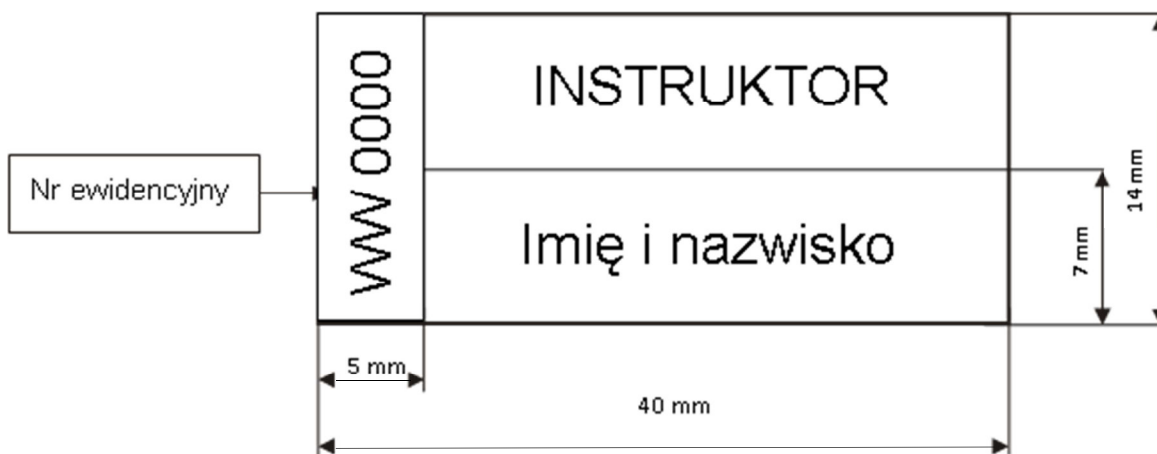 Nr ewidencyjny
WW 0000
INSTRUKTOR
Imię i nazwisko
14 mm
7 mm
5 mm
40 mm